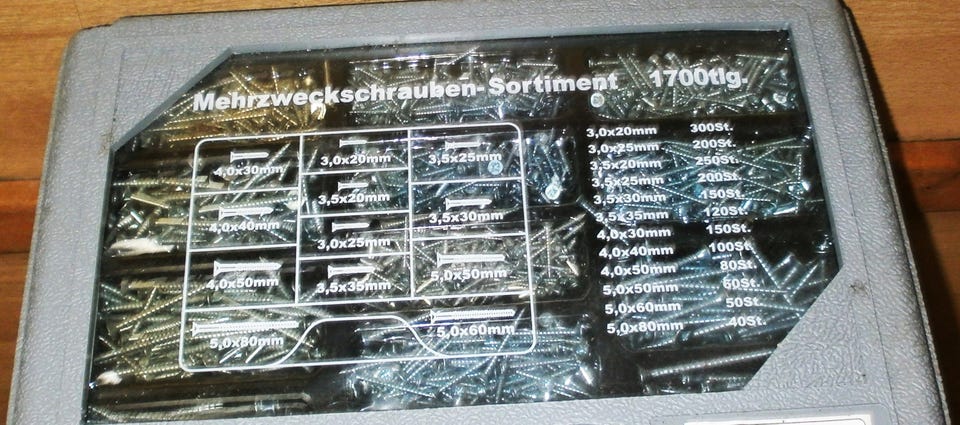 Mehrzweckschrauben-Sortiment 1700tlg.
4,0x30mm
3,0x20mm
3,5x25mm
3,5x20mm
4,0x40mm
3,5x30mm
3,0x25mm
4,0x50mm
3,5x35mm
5,0x50mm
5,0x80mm
5,0x60mm
3,0x20mm 300St.
3,0x25mm 200St.
3,5x20mm 250St.
3,5x25mm 200St.
3,5x30mm 150St.
3,5x35mm 120St.
4,0x30mm 150St.
4,0x40mm 100St.
4,0x50mm 80St.
5,0x50mm 60St.
5,0x60mm 50St.
5,0x80mm 40St.